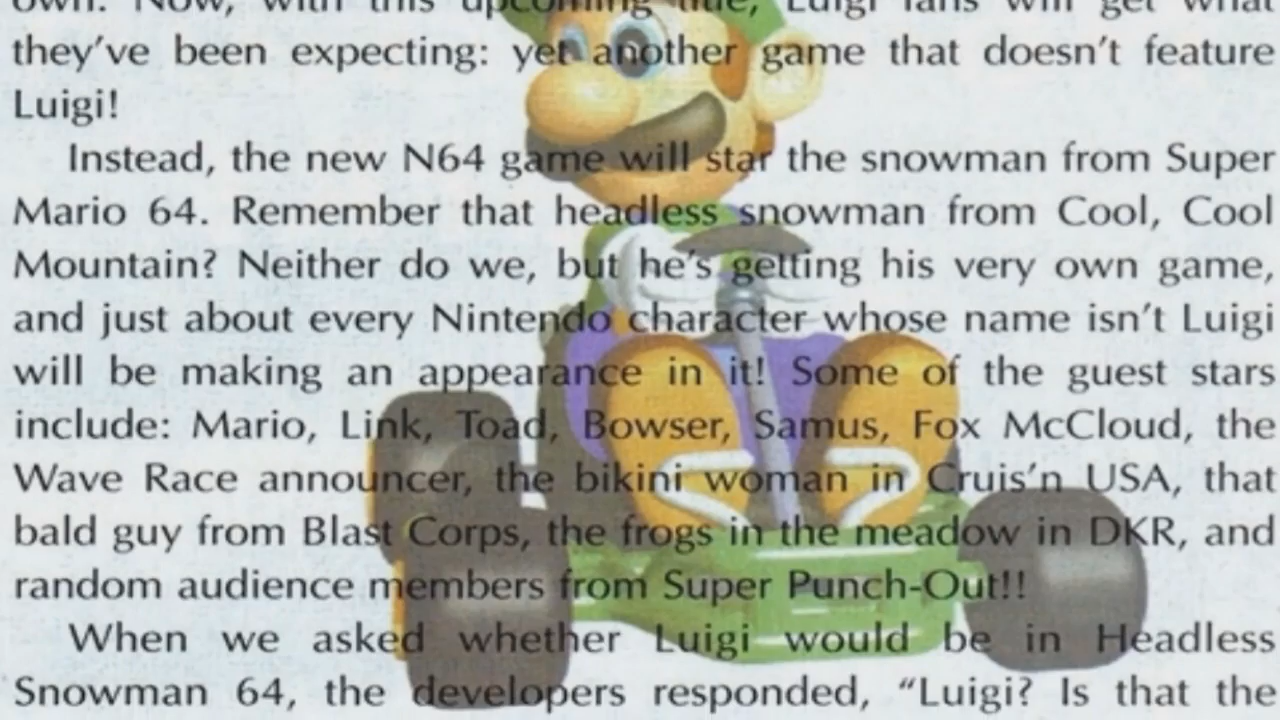 own. Now, with this upcoming title, Luigi fans will get what
they've been expecting: yet another game that doesn't feature
Luigi!
Instead, the new N64 game will star the snowman from Super
Mario 64. Remember that headless snowman from Cool, Cool
Mountain? Neither do we, but he's getting his very own game,
and just about every Nintendo character whose name isn't Luigi
will be making an appearance in it! Some of the guest stars
include: Mario, Link, Toad, Bowser, Samus, Fox McCloud, the
Wave Race announcer, the bikini woman in Cruis'n USA, that
bald guy from Blast Corps, the frogs in the meadow in DKR, and
random audience members from Super Punch-Out!!
When we asked whether Luigi would be in Headless
Snowman 64, the developers responded, “Luigi? Is that the